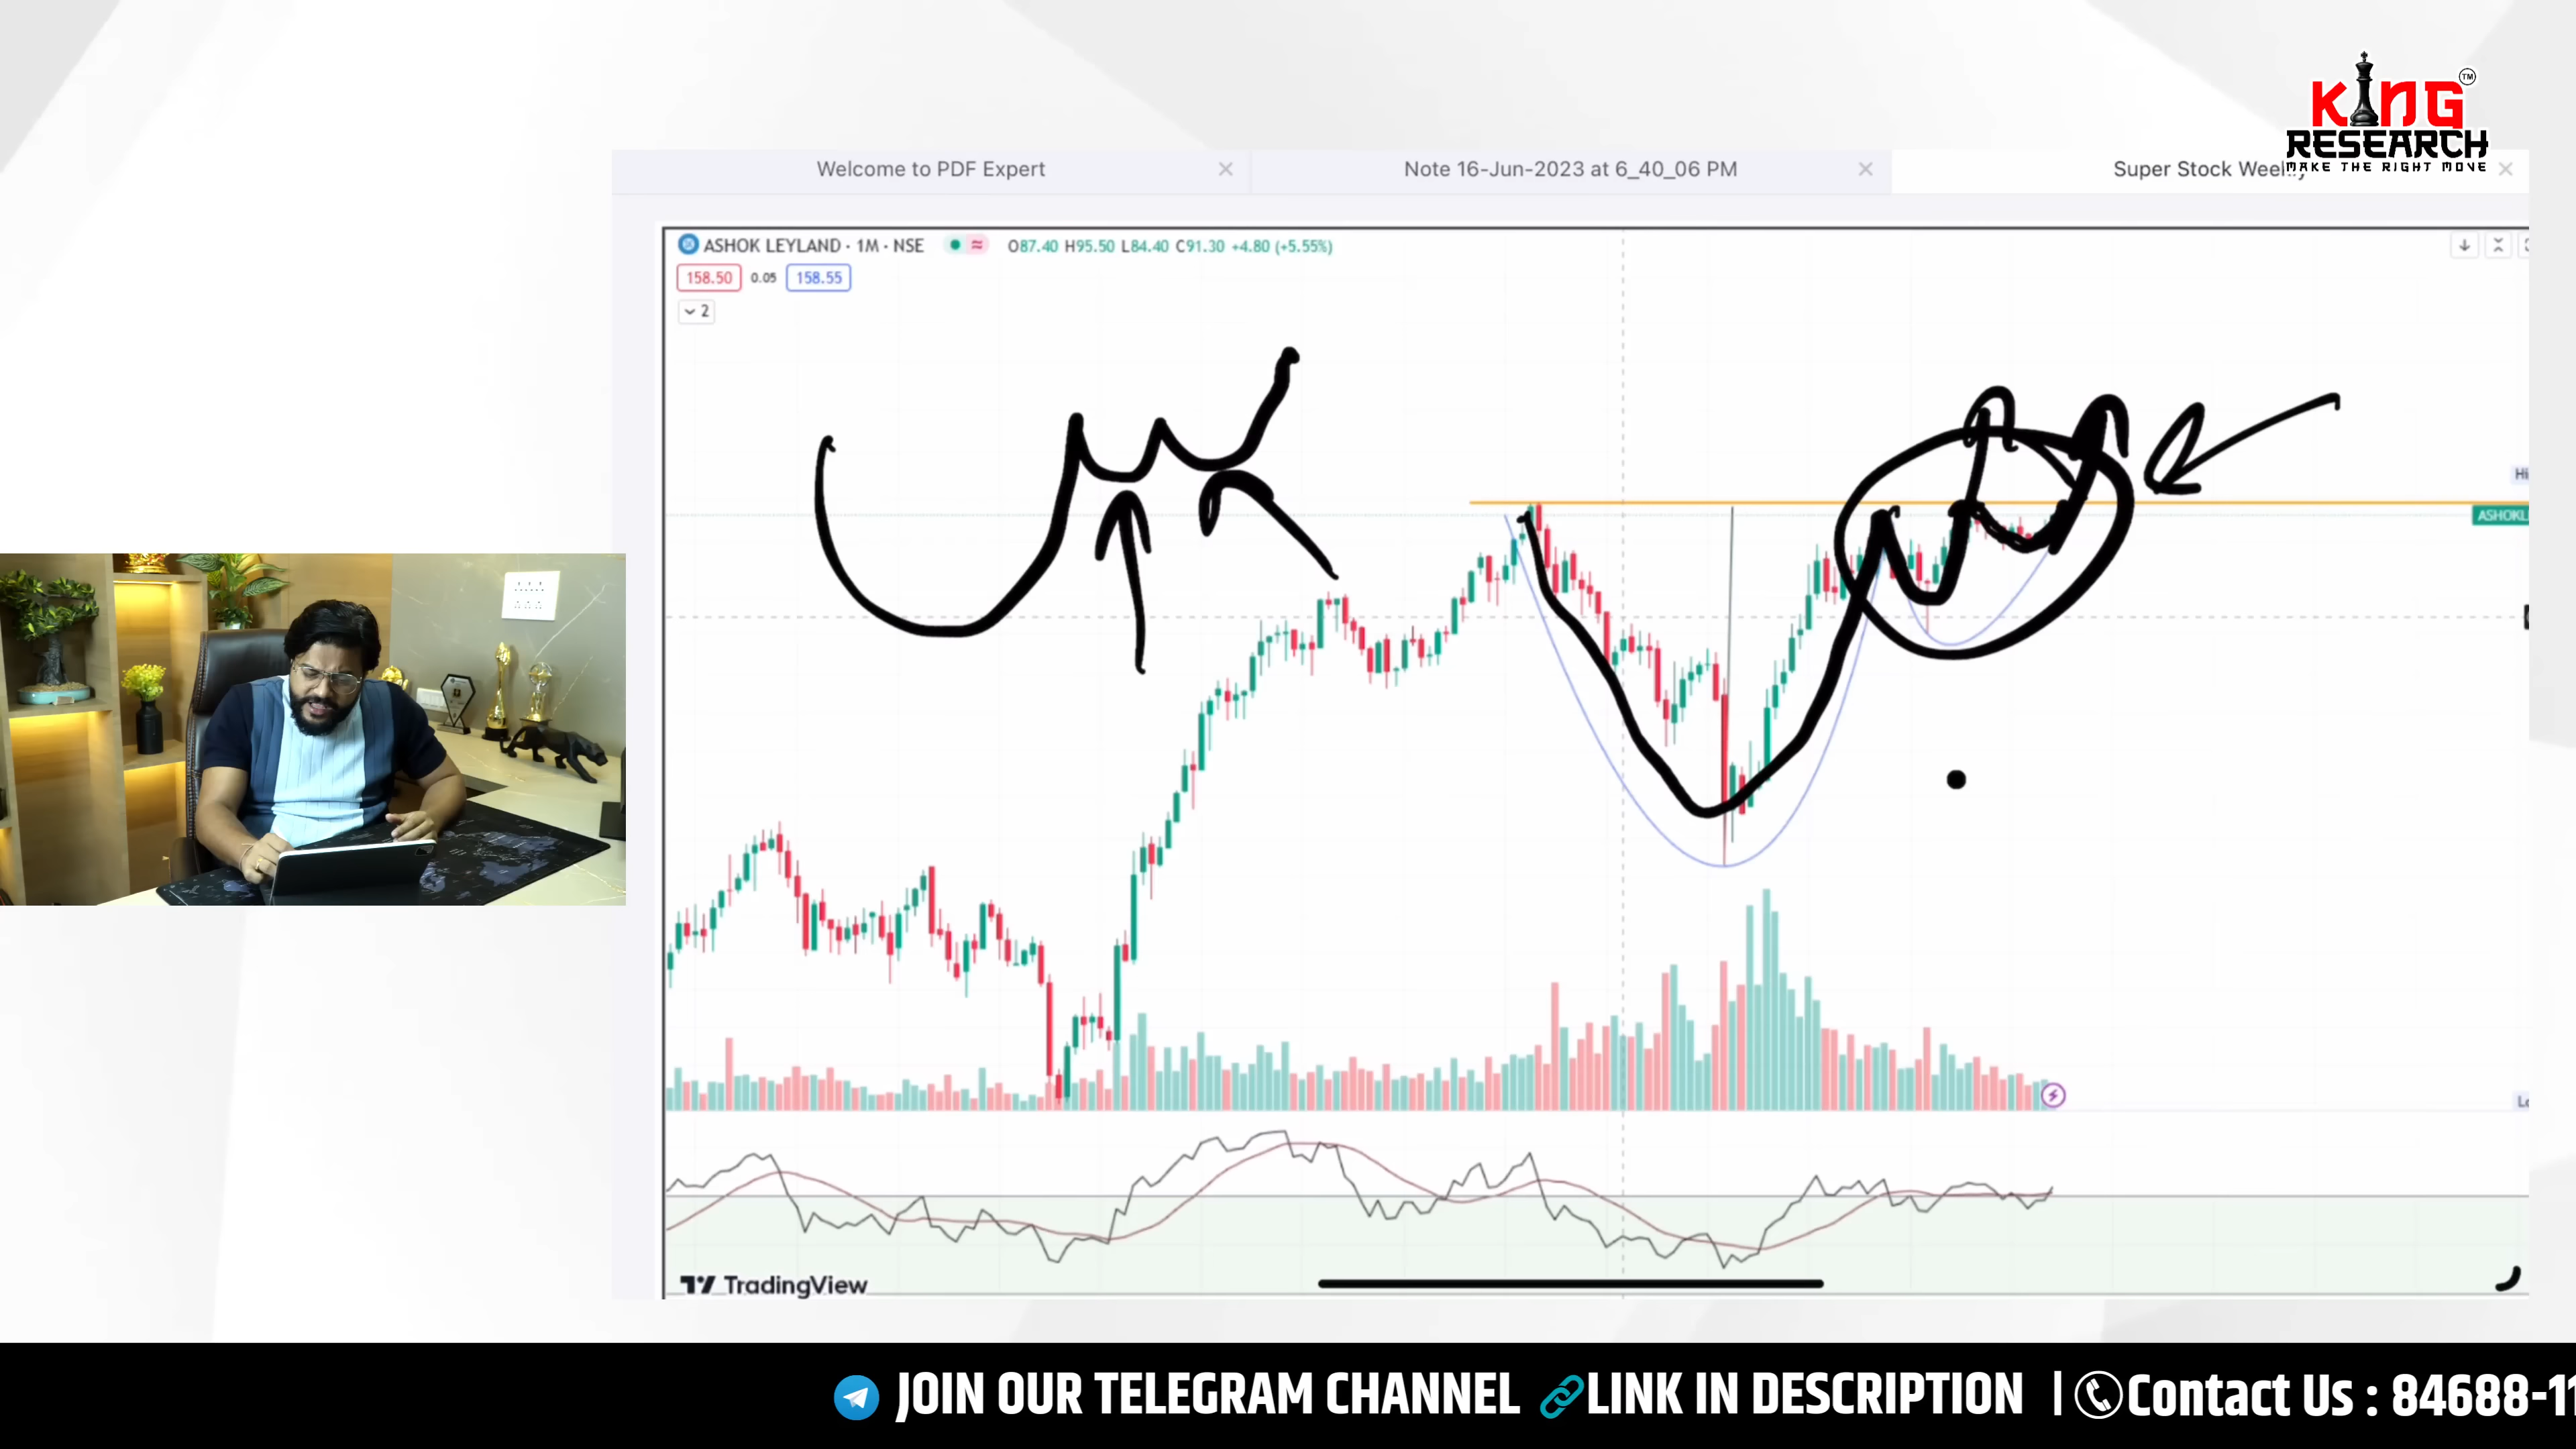 KING™
RESEARCH
MAKE THE RIGHT MOVE
Welcome to PDF Expert
Note 16-Jun-2023 at 6_40_06 PM
Super Stock
ASHOK LEYLAND · 1M · NSE O87.40 H95.50 L84.40 C91.30 +4.80 (+5.55%)
158.50 0.05 158.55
2
Hi
ASHOKL
TradingView
JOIN OUR TELEGRAM CHANNEL LINK IN DESCRIPTION | Contact Us : 84688-11